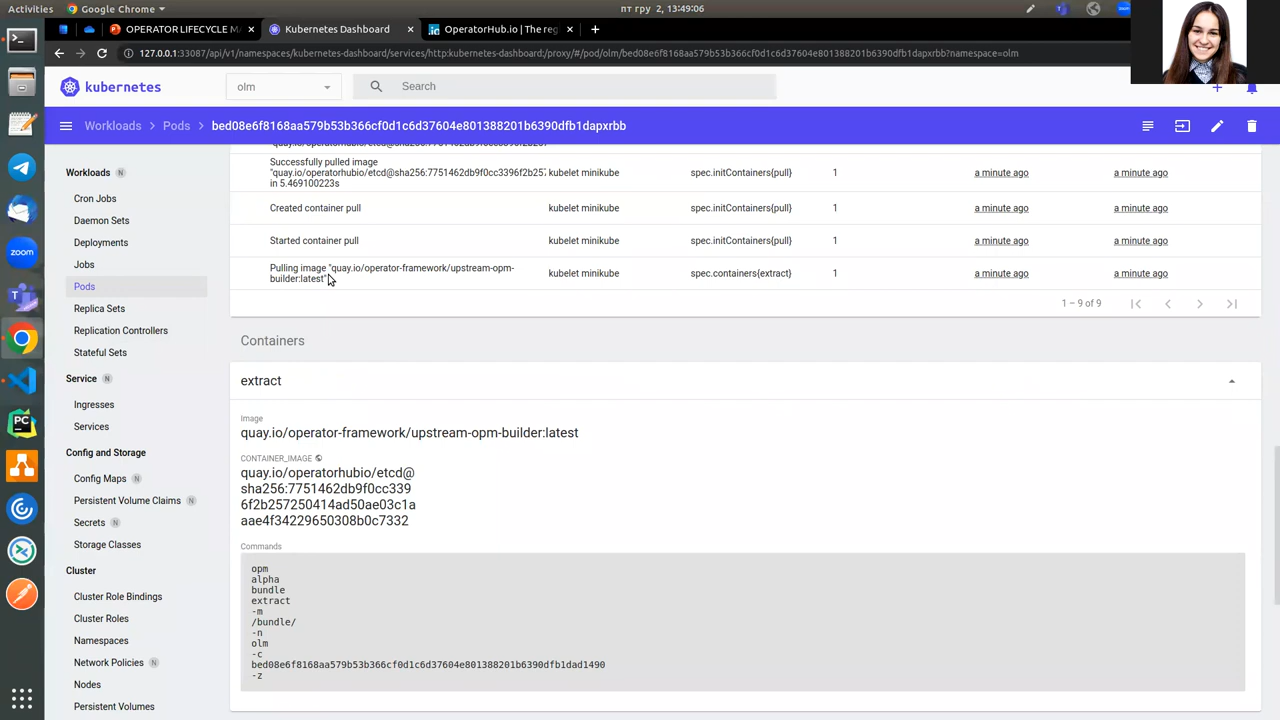 Activities
Google Chrome
пт гру 2, 13:49:06
zoom
OPERATOR LIFECYCLE M
Kubernetes Dashboard
OperatorHub.io | The reg
127.0.0.1:33087/api/v1/namespaces/kubernetes-dashboard/services/http:kubernetes-dashboard:/proxy/#/pod/olm/bed08e6f8168aa579b53b366cf0d1c6d37604e801388201b6390dfb1dapxrbb?namespace=olm
kubernetes
olm
Search
Workloads > Pods > bed08e6f8168aa579b53b366cf0d1c6d37604e801388201b6390dfb1dapxrbb
Workloads N
Cron Jobs
Daemon Sets
Deployments
Jobs
Pods
Replica Sets
Replication Controllers
Stateful Sets
Service N
Ingresses
Services
Config and Storage
Config Maps N
Persistent Volume Claims N
Secrets N
Storage Classes
Cluster
Cluster Role Bindings
Cluster Roles
Namespaces
Network Policies N
Nodes
Persistent Volumes
Successfully pulled image
"quay.io/operatorhubio/etcd@sha256:7751462db9f0cc3396f2b257 kubelet minikube spec.initContainers{pull} 1 a minute ago a minute ago
in 5.469100223s
Created container pull kubelet minikube spec.initContainers{pull} 1 a minute ago a minute ago
Started container pull kubelet minikube spec.initContainers{pull} 1 a minute ago a minute ago
Pulling image "quay.io/operator-framework/upstream-opm-
builder:latest" kubelet minikube spec.containers{extract} 1 a minute ago a minute ago
1 – 9 of 9
Containers
extract
Image
quay.io/operator-framework/upstream-opm-builder:latest
CONTAINER_IMAGE
quay.io/operatorhubio/etcd@
sha256:7751462db9f0cc339
6f2b257250414ad50ae03c1a
aae4f34229650308b0c7332
Commands
opm
alpha
bundle
extract
-m
/bundle/
-n
olm
-c
bed08e6f8168aa579b53b366cf0d1c6d37604e801388201b6390dfb1dad1490
-z
zoom